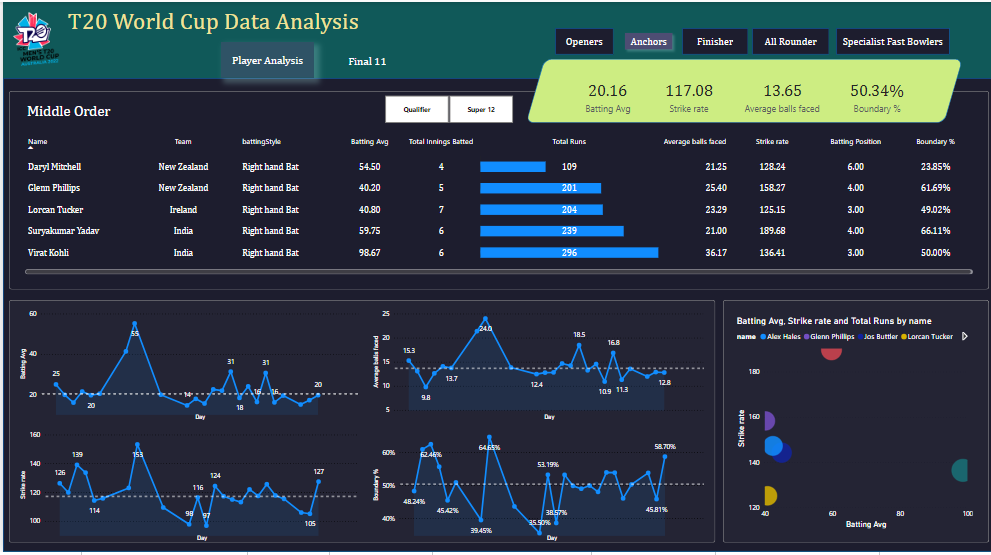 T20 World Cup Data Analysis
T20
MEN'S T20
WORLD CUP
Player Analysis
Final 11
Openers
Anchors
Finisher
All Rounder
Specialist Fast Bowlers
20.16 117.08 13.65 50.34%
Batting Avg Strike rate Average balls faced Boundary %
Middle Order
Qualifier
Super 12
Name Team battingStyle Batting Avg Total Innings Batted Total Runs Average balls faced Strike rate Batting Position Boundary %
Daryl Mitchell New Zealand Right hand Bat 54.50 4 109 21.25 128.24 6.00 23.85%
Glenn Phillips New Zealand Right hand Bat 40.20 5 201 25.40 158.27 4.00 61.69%
Lorcan Tucker Ireland Right hand Bat 40.80 7 204 23.29 125.15 3.00 49.02%
Suryakumar Yadav India Right hand Bat 59.75 6 239 21.00 189.68 4.00 66.11%
Virat Kohli India Right hand Bat 98.67 6 296 36.17 136.41 3.00 50.00%
Batting Avg
60
40
20
25
20
55
14
31
18
16
31
16
20
Day
Average balls faced
25
20
15
10
5
15.3
9.8
13.7
24.0
12.4
18.5
10.9
16.8
11.3
12.8
Day
Strike rate
160
140
120
100
126
139
114
153
98
116
97
124
105
127
Day
Boundary %
60%
50%
40%
48.24%
62.46%
45.42%
39.45%
64.65%
35.50%
53.19%
38.57%
45.81%
58.70%
Day
Batting Avg, Strike rate and Total Runs by name
name Alex Hales Glenn Phillips Jos Buttler Lorcan Tucker
Strike rate
180
160
140
120
40 60 80 100
Batting Avg